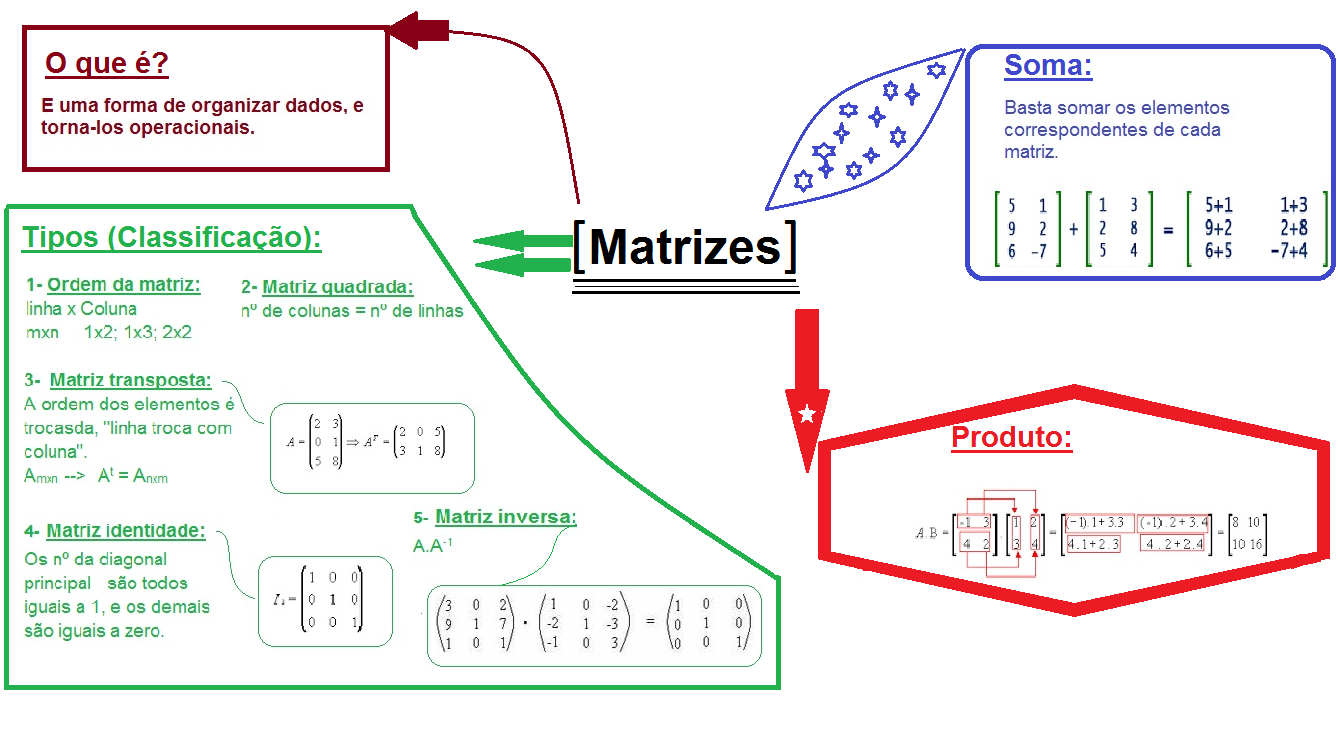 O que é?
E uma forma de organizar dados, e
torna-los operacionais.
[Matrizes]
Soma:
Basta somar os elementos
correspondentes de cada
matriz.
5 1 1 3 5+1 1+3
9 2 + 2 8 = 9+2 2+8
6 -7 5 4 6+5 -7+4
Tipos (Classificação):
1- Ordem da matriz:
linha x Coluna
mxn 1x2; 1x3; 2x2
2- Matriz quadrada:
nº de colunas = nº de linhas
3- Matriz transposta:
A ordem dos elementos é
trocasda, "linha troca com
coluna".
Amxn --> At = Anxm
2 3
A = 0 1 ⇒ AT = 2 0 5
5 8 3 1 8
4- Matriz identidade:
Os nº da diagonal
principal são todos
iguais a 1, e os demais
são iguais a zero.
1 0 0
I3 = 0 1 0
0 0 1
5- Matriz inversa:
A.A-1
3 0 2 1 0 -2 1 0 0
9 1 7 . -2 1 -3 = 0 1 0
1 0 1 -1 0 3 0 0 1
Produto:
-1 3 1 2 (-1).1+3.3 (-1).2+3.4 8 10
A.B = . = =
4 2 3 4 4.1+2.3 4.2+2.4 10 16